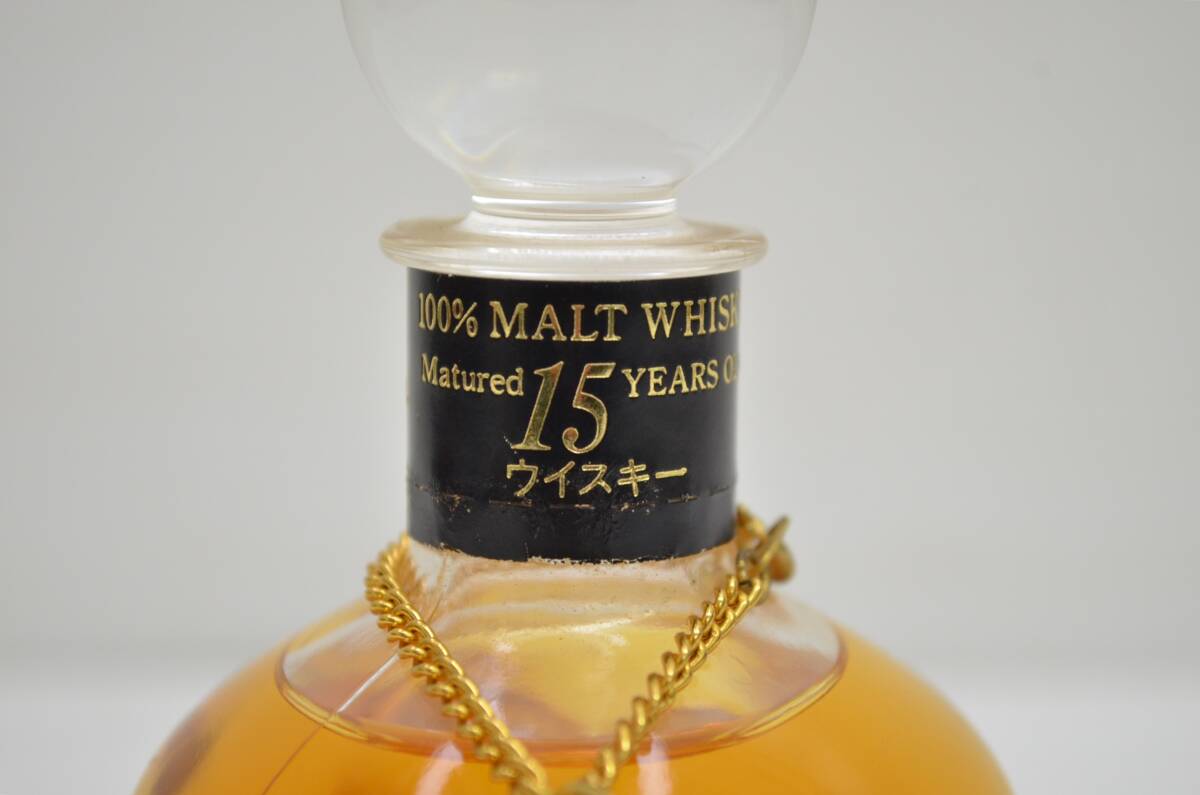 100% MALT WHISK
Matured 15 YEARS O
ウイスキー